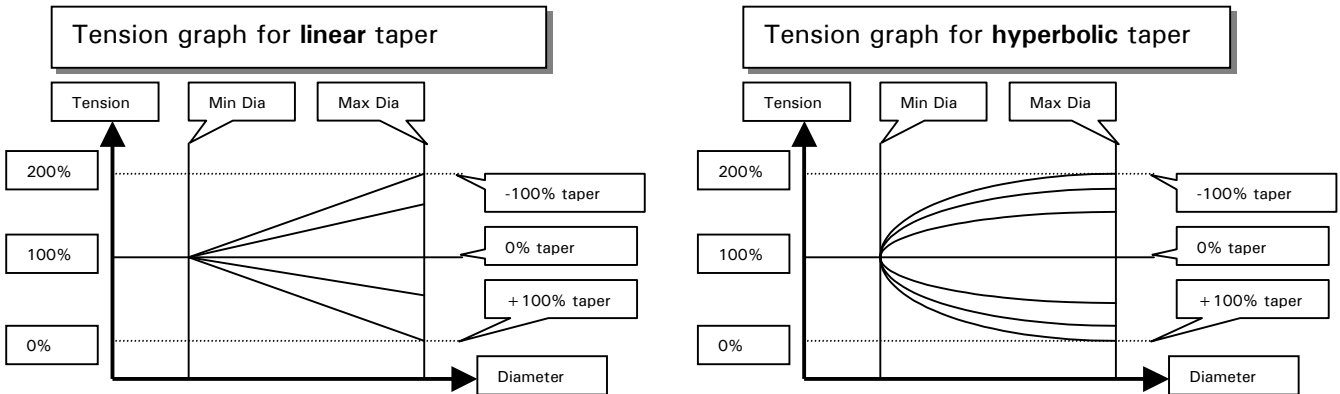 Tension graph for linear taper
Tension
Min Dia
Max Dia
200%
-100% taper
100%
0% taper
+100% taper
0%
Diameter
Tension graph for hyperbolic taper
Tension
Min Dia
Max Dia
200%
-100% taper
100%
0% taper
+100% taper
0%
Diameter